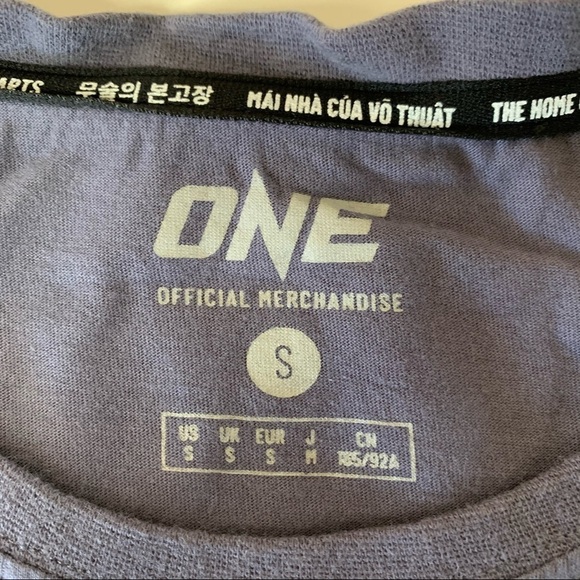 ARTS 무술의 본고장 MÁI NHÀ CỦA VÕ THUẬT THE HOME
ONE
OFFICIAL MERCHANDISE
S
US UK EUR J CN
S S S M 165/92A